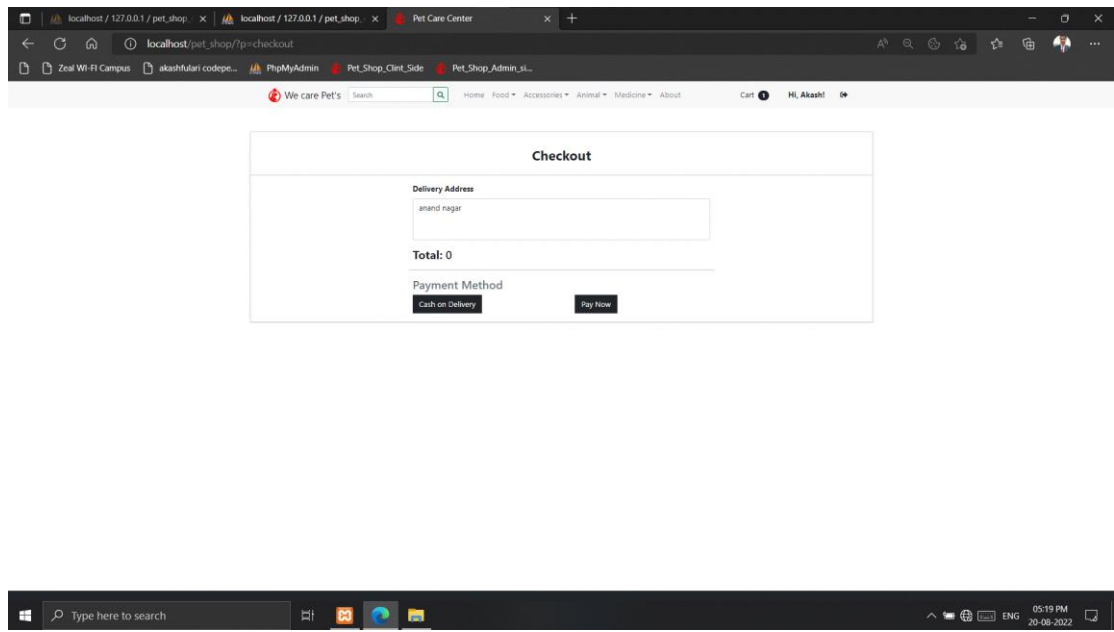 localhost / 127.0.0.1 / pet_shop
localhost / 127.0.0.1 / pet_shop,
Pet Care Center
localhost/pet_shop/?p=checkout
Zeal WI-FI Campus
akashfulari codepe...
PhpMyAdmin
Pet_Shop_Clint_Side
Pet_Shop_Admin_si...
We care Pet's
Search
Home Food Accessories Animal Medicine About
Cart 1
Hi, Akash!
Checkout
Delivery Address
anand nagar
Total: 0
Payment Method
Cash on Delivery
Pay Now
Type here to search
ENG
05:19 PM
20-08-2022